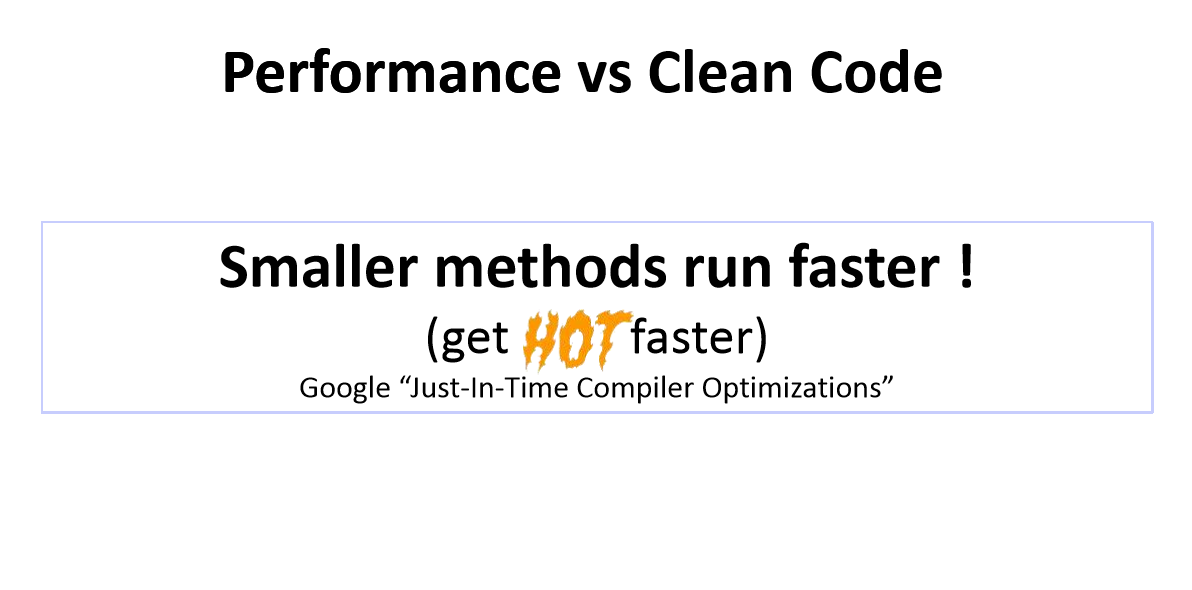 Performance vs Clean Code
Smaller methods run faster !
(get HOT faster)
Google “Just-In-Time Compiler Optimizations”